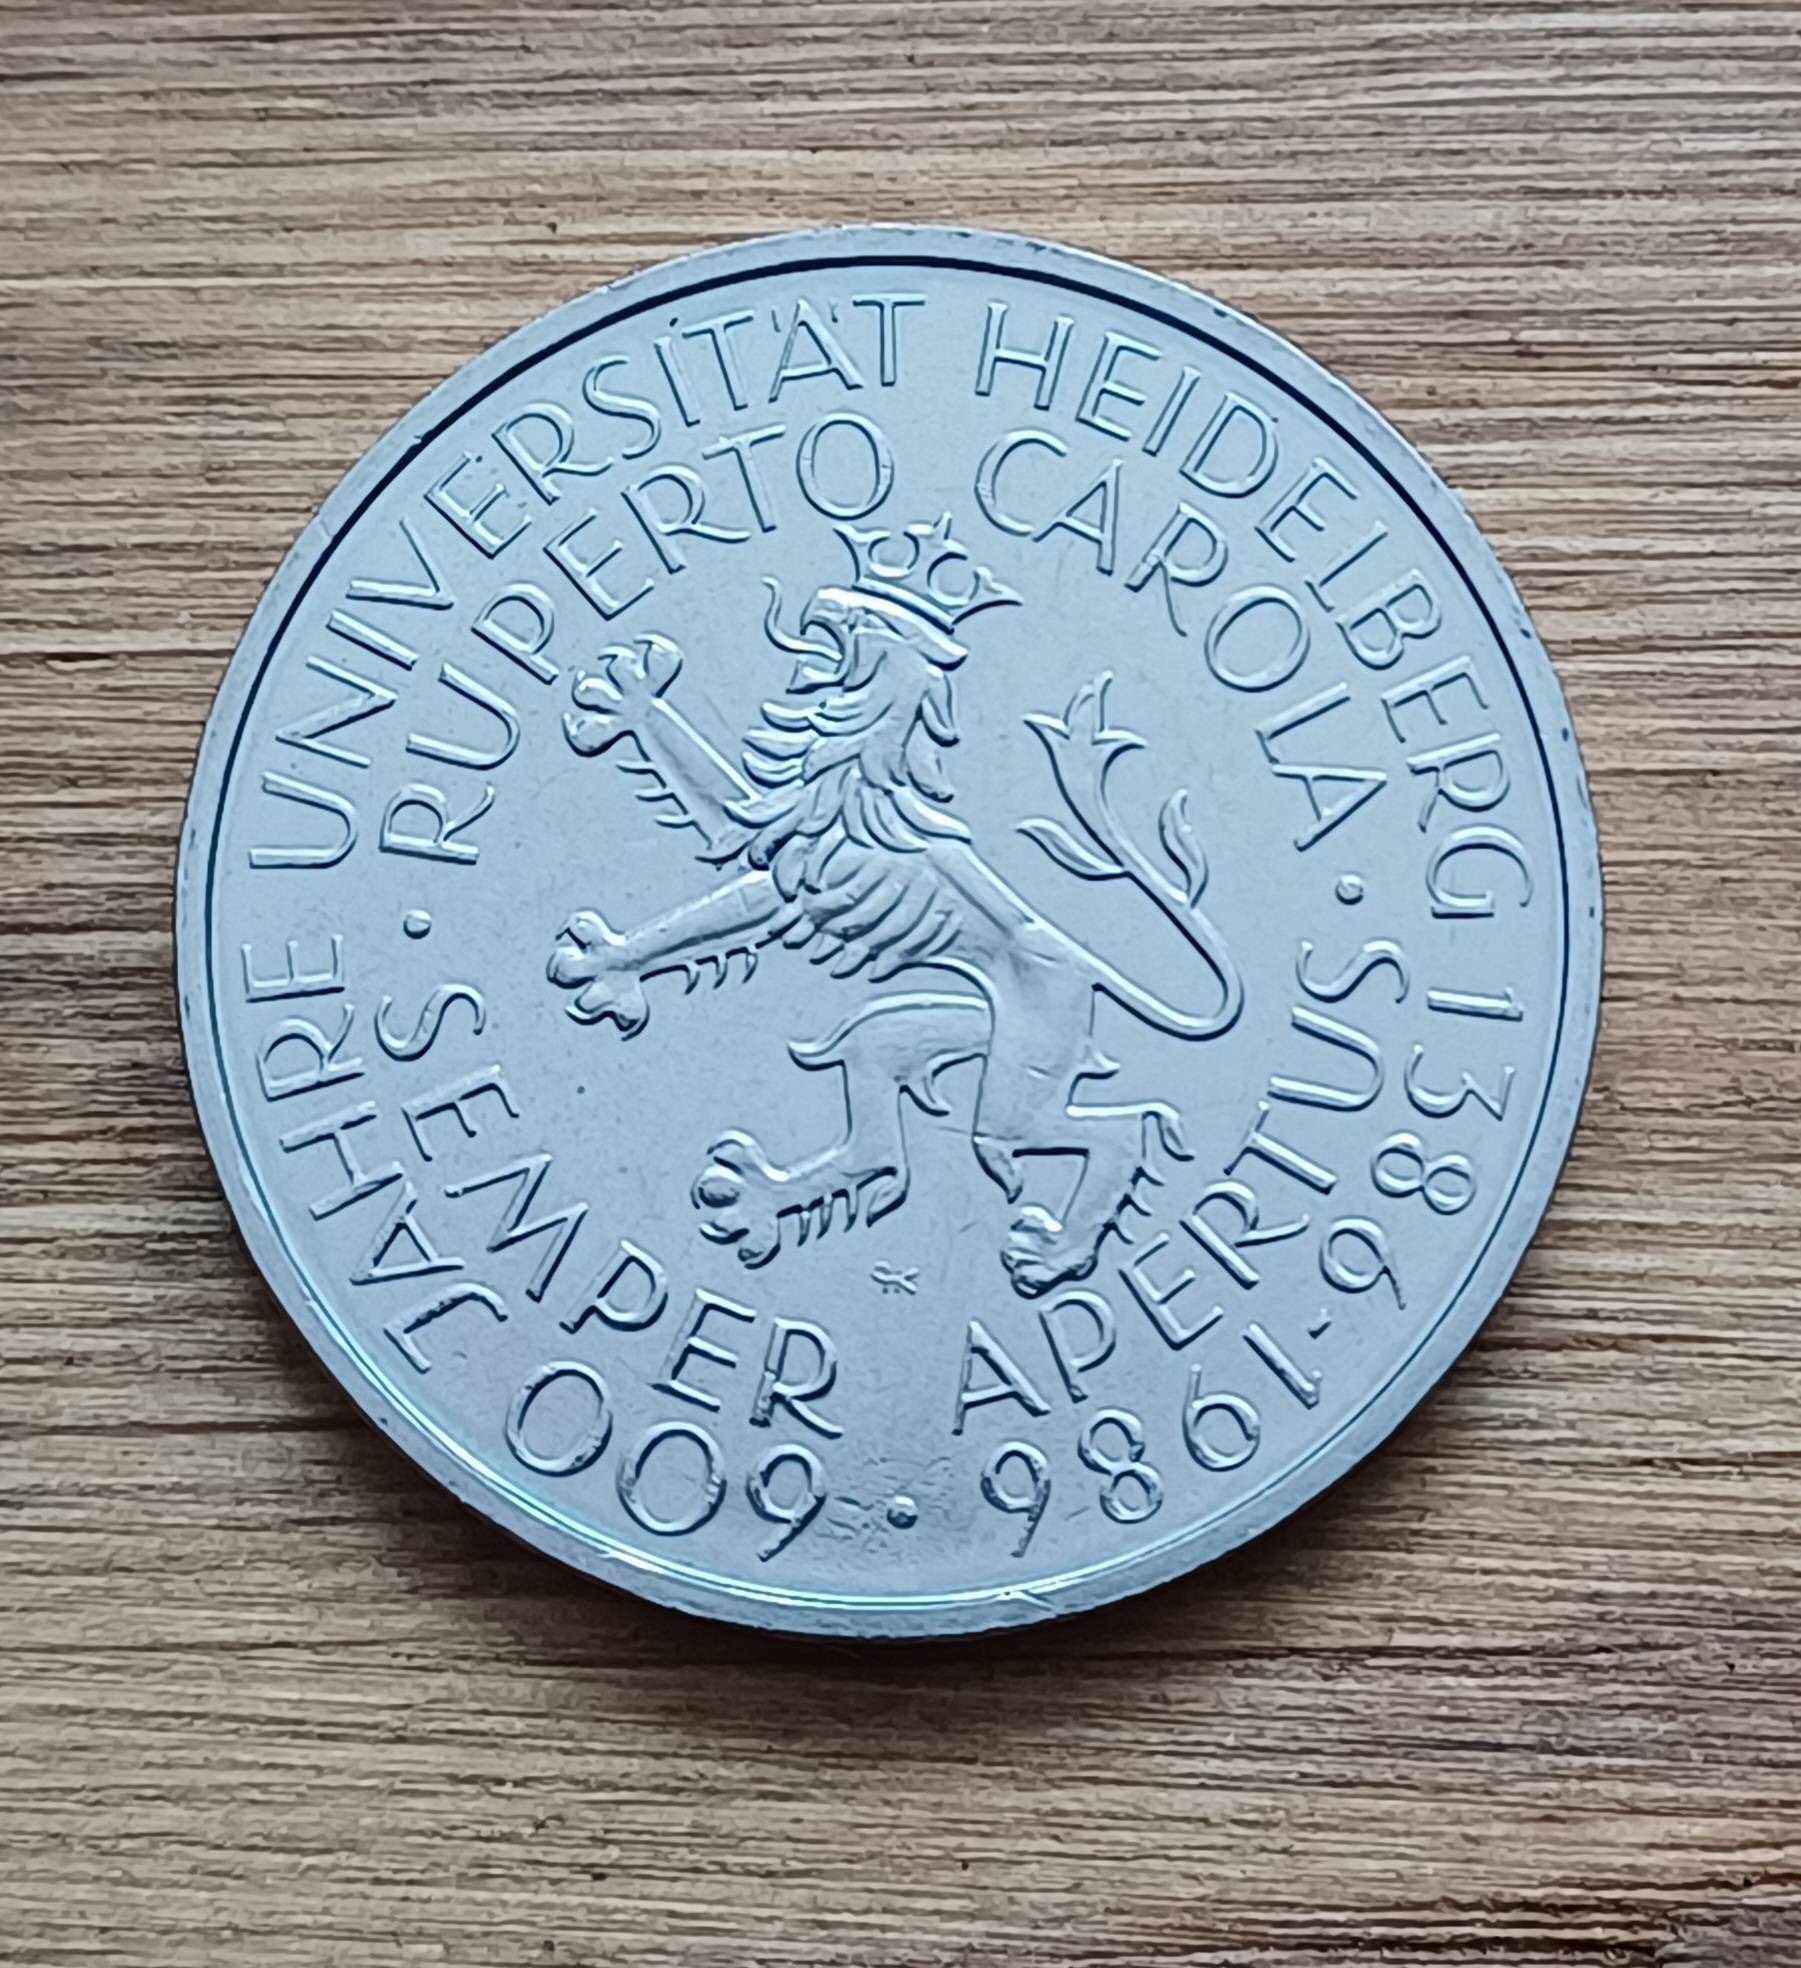 600 JAHRE UNIVERSITÄT HEIDELBERG 1386-1986 ·
RUPERTO CAROLA · SEMPER APERTUS ·